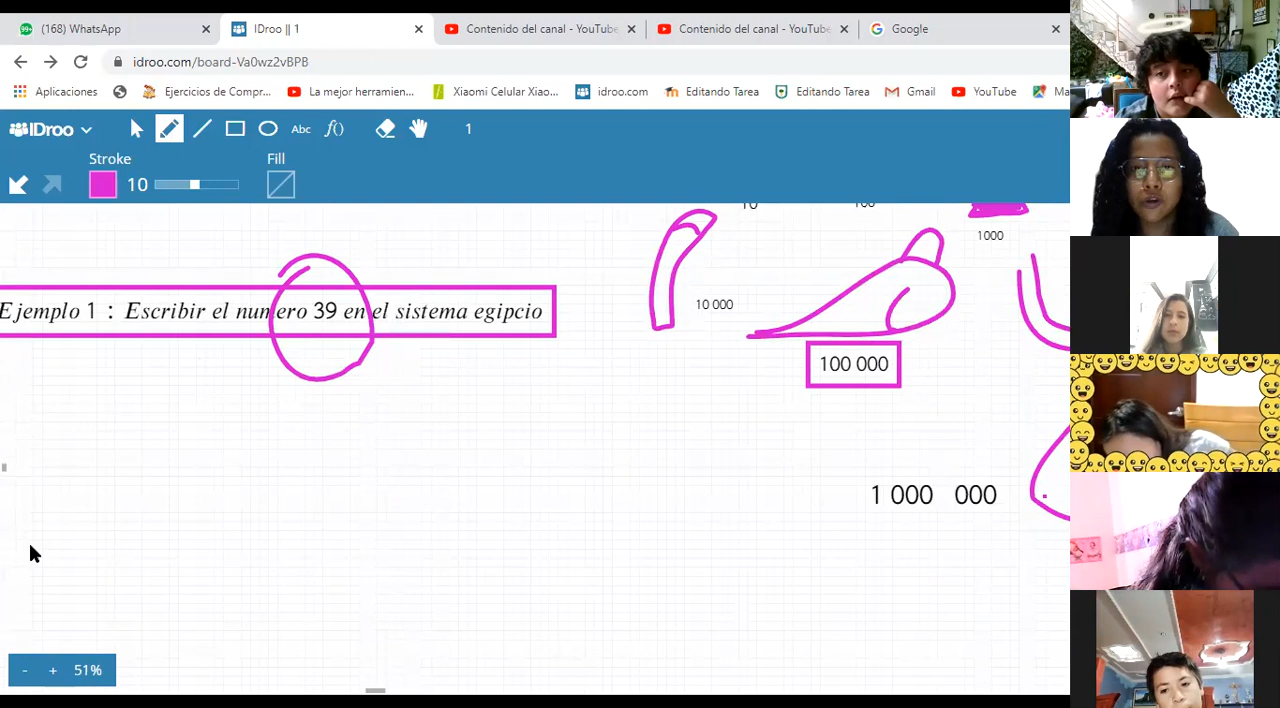 (168) WhatsApp
IDroo || 1
Contenido del canal - YouTube
Contenido del canal - YouTube
Google
idroo.com/board-Va0wz2vBPB
Aplicaciones
Ejercicios de Compr...
La mejor herramien...
Xiaomi Celular Xiao...
idroo.com
Editando Tarea
Editando Tarea
Gmail
YouTube
Ma
IDroo
Abc
f()
1
Stroke
Fill
10
10
100
1000
Ejemplo 1 : Escribir el numero 39 en el sistema egipcio
10 000
100 000
1 000 000
- + 51%